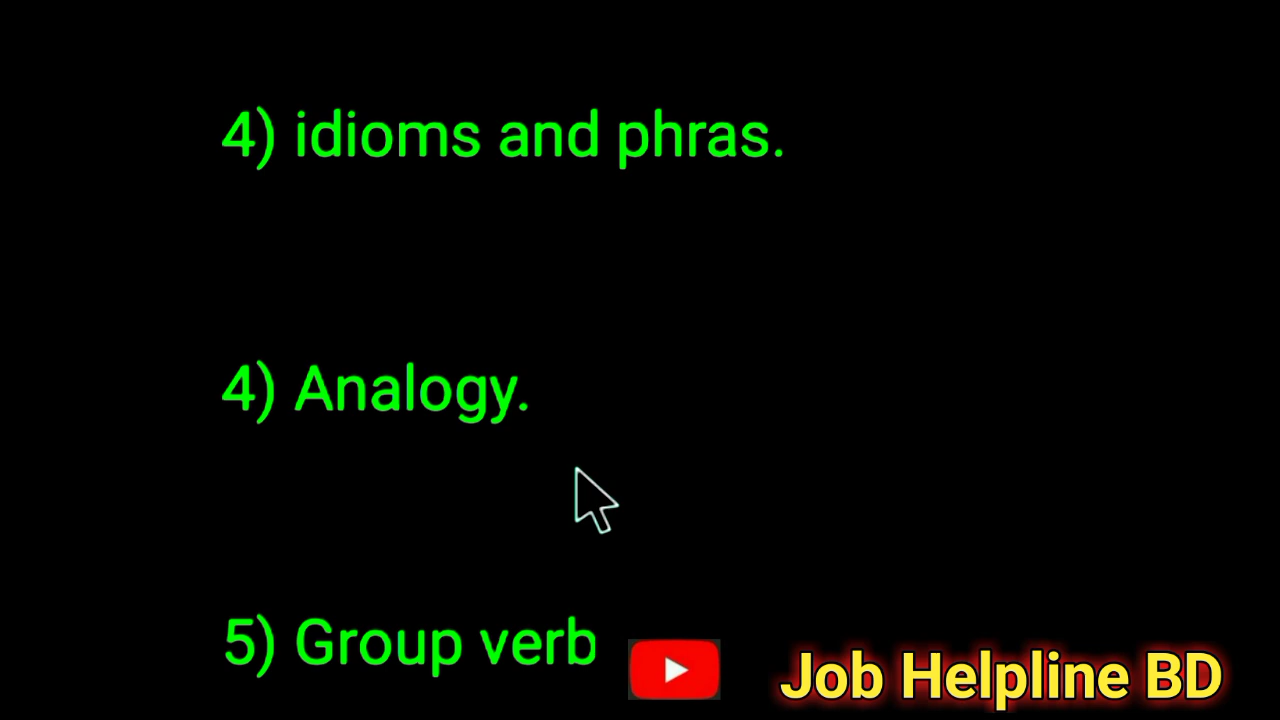 4) idioms and phras.
4) Analogy.
5) Group verb
Job Helpline BD